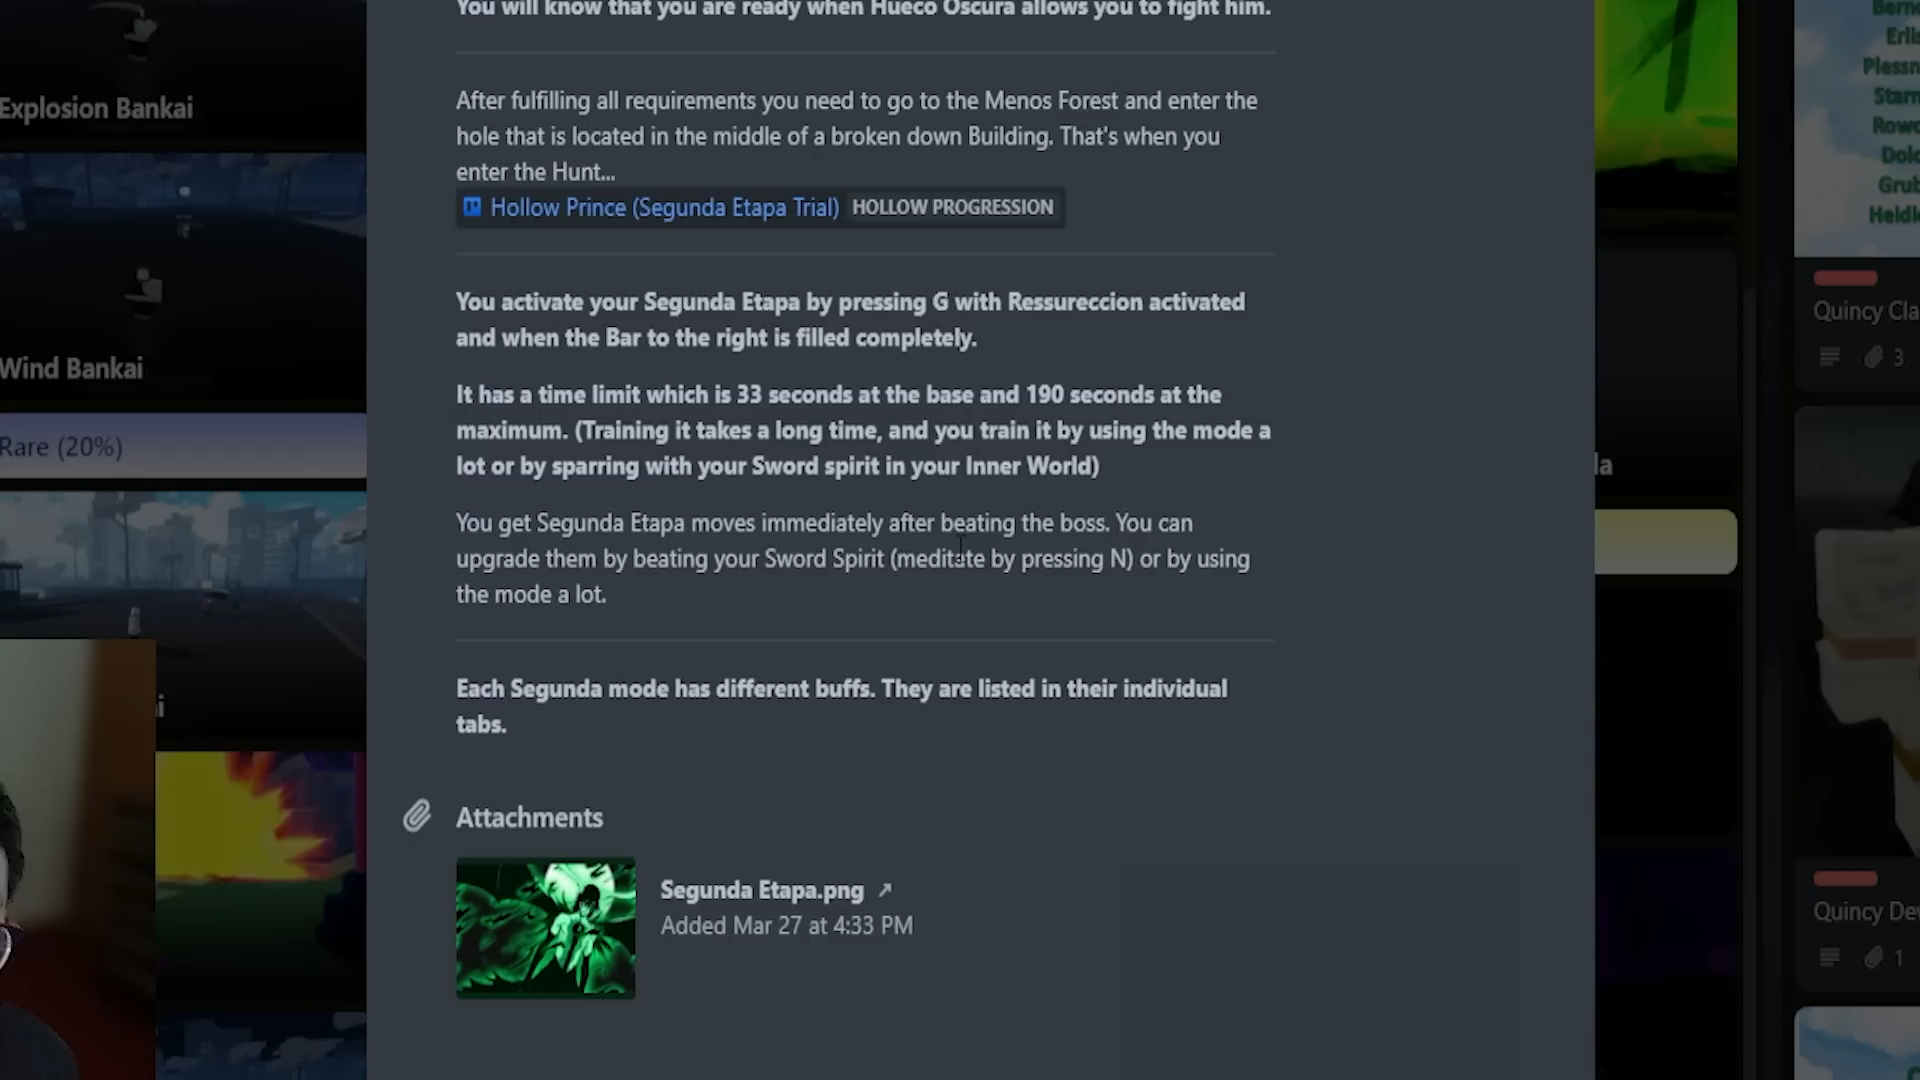 You will know that you are ready when Hueco Oscura allows you to fight him.
Explosion Bankai
After fulfilling all requirements you need to go to the Menos Forest and enter the
hole that is located in the middle of a broken down Building. That's when you
enter the Hunt...
Hollow Prince (Segunda Etapa Trial) HOLLOW PROGRESSION
You activate your Segunda Etapa by pressing G with Ressureccion activated
and when the Bar to the right is filled completely.
Wind Bankai
It has a time limit which is 33 seconds at the base and 190 seconds at the
maximum. (Training it takes a long time, and you train it by using the mode a
lot or by sparring with your Sword spirit in your Inner World)
Rare (20%)
You get Segunda Etapa moves immediately after beating the boss. You can
upgrade them by beating your Sword Spirit (meditate by pressing N) or by using
the mode a lot.
Each Segunda mode has different buffs. They are listed in their individual
tabs.
Attachments
Segunda Etapa.png
Added Mar 27 at 4:33 PM
Quincy Cla
3
Quincy De
1